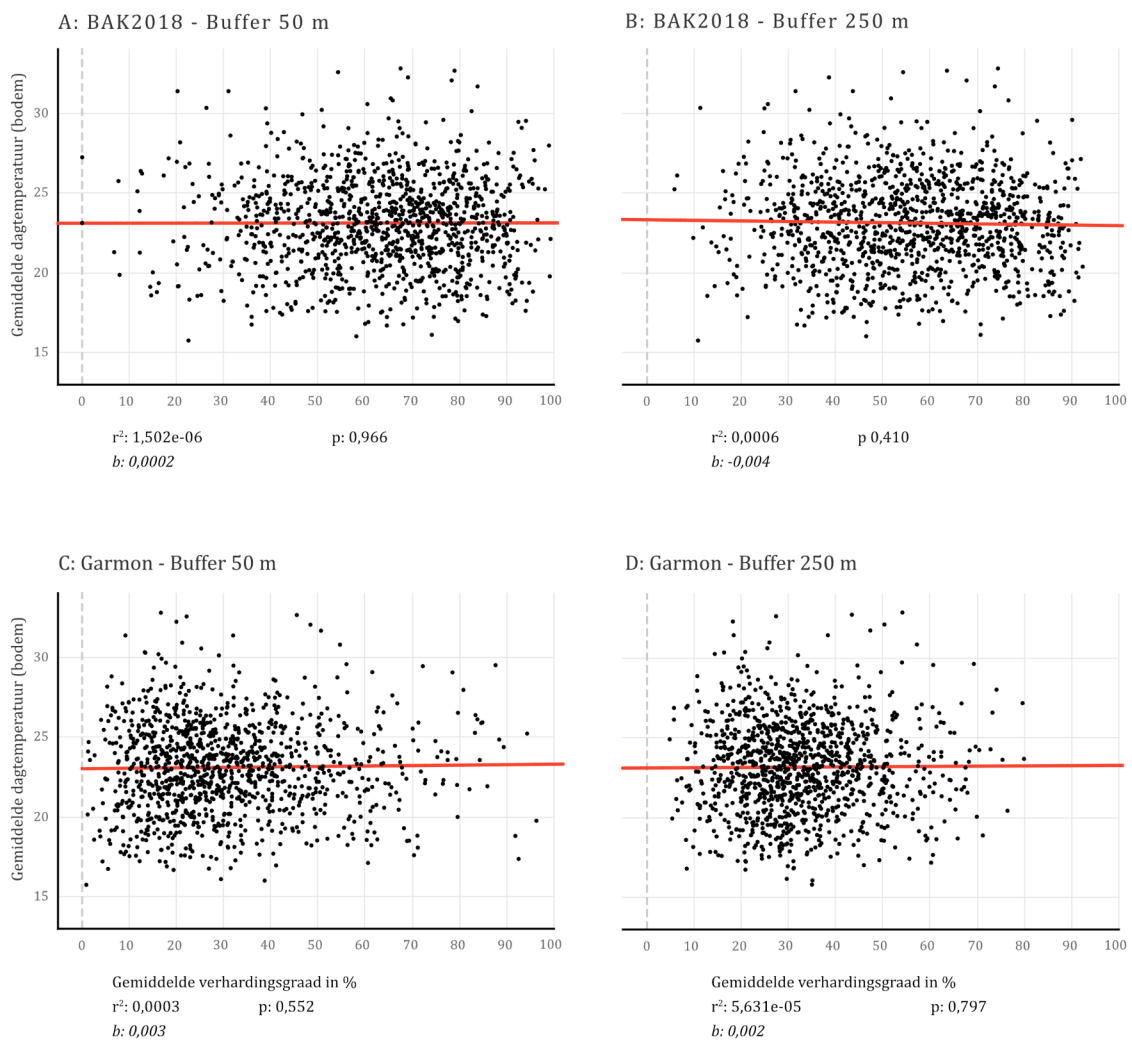 A: BAK2018 - Buffer 50 m
B: BAK2018 - Buffer 250 m
Gemiddelde dagtemperatuur (bodem)
30
25
20
15
0 10 20 30 40 50 60 70 80 90 100
0 10 20 30 40 50 60 70 80 90 100
r²: 1,502e-06 p: 0,966
b: 0,0002
r²: 0,0006 p 0,410
b: -0,004
C: Garmon - Buffer 50 m
D: Garmon - Buffer 250 m
Gemiddelde dagtemperatuur (bodem)
30
25
20
15
0 10 20 30 40 50 60 70 80 90 100
0 10 20 30 40 50 60 70 80 90 100
Gemiddelde verhardingsgraad in %
r²: 0,0003 p: 0,552
b: 0,003
Gemiddelde verhardingsgraad in %
r²: 5,631e-05 p: 0,797
b: 0,002